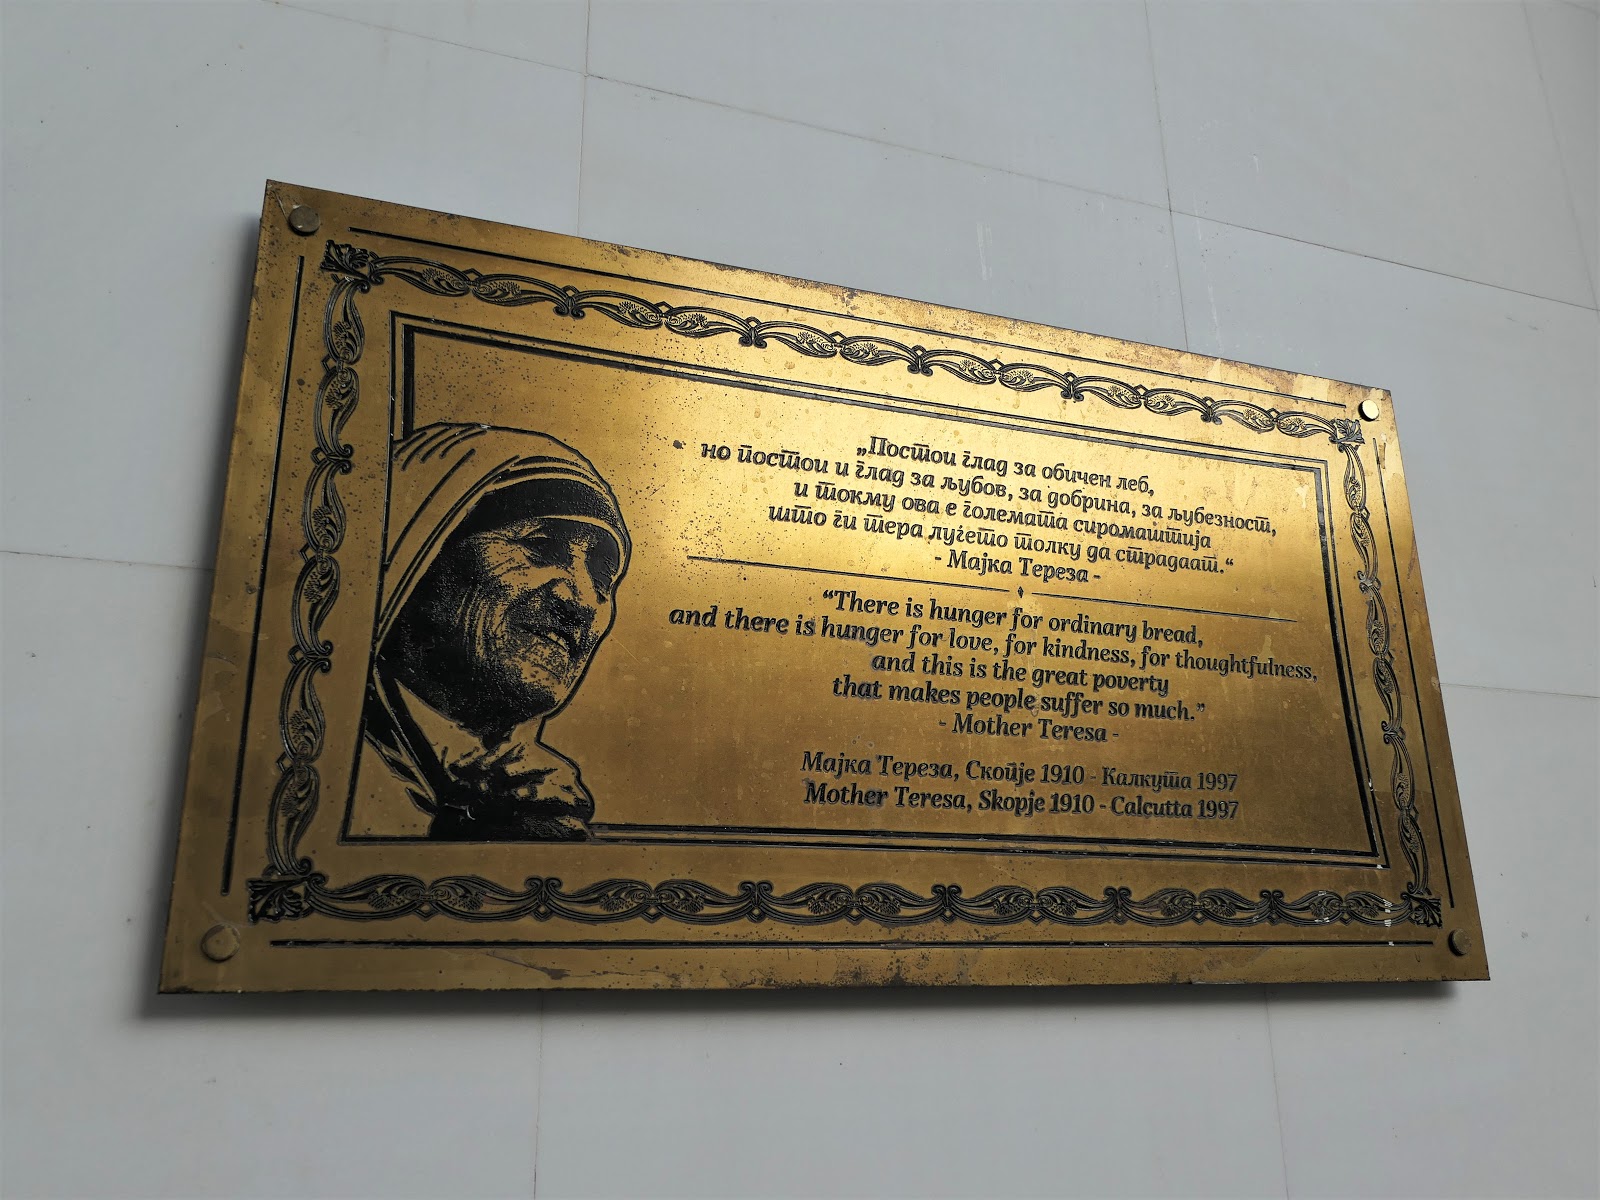 „Постои глад за обичен леб,
но постои и глад за љубов, за добрина, за љубезност,
и токму ова е големата сиромаштија
што ги тера луѓето толку да страдаат.“
- Мајка Тереза -
“There is hunger for ordinary bread,
and there is hunger for love, for kindness, for thoughtfulness,
and this is the great poverty
that makes people suffer so much.”
- Mother Teresa -
Мајка Тереза, Скопје 1910 - Калкута 1997
Mother Teresa, Skopje 1910 - Calcutta 1997